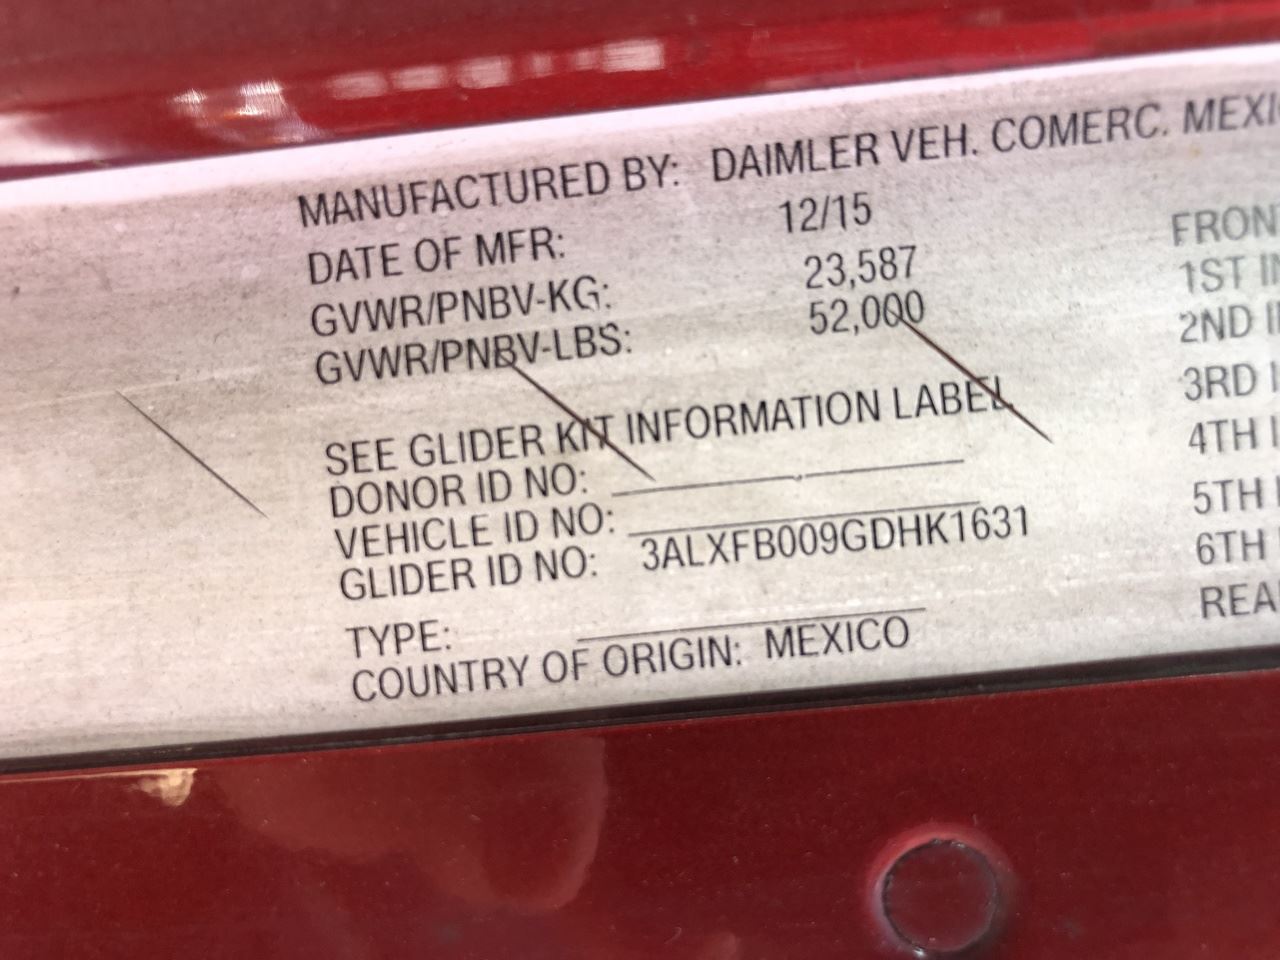 MANUFACTURED BY: DAIMLER VEH. COMERC. MEXI
DATE OF MFR: 12/15
GVWR/PNBV-KG: 23,587
GVWR/PNBV-LBS: 52,000
SEE GLIDER KIT INFORMATION LABEL
DONOR ID NO:
VEHICLE ID NO:
GLIDER ID NO: 3ALXFB009GDHK1631
TYPE:
COUNTRY OF ORIGIN: MEXICO
FRON
1ST IN
2ND I
3RD I
4TH I
5TH I
6TH I
REA